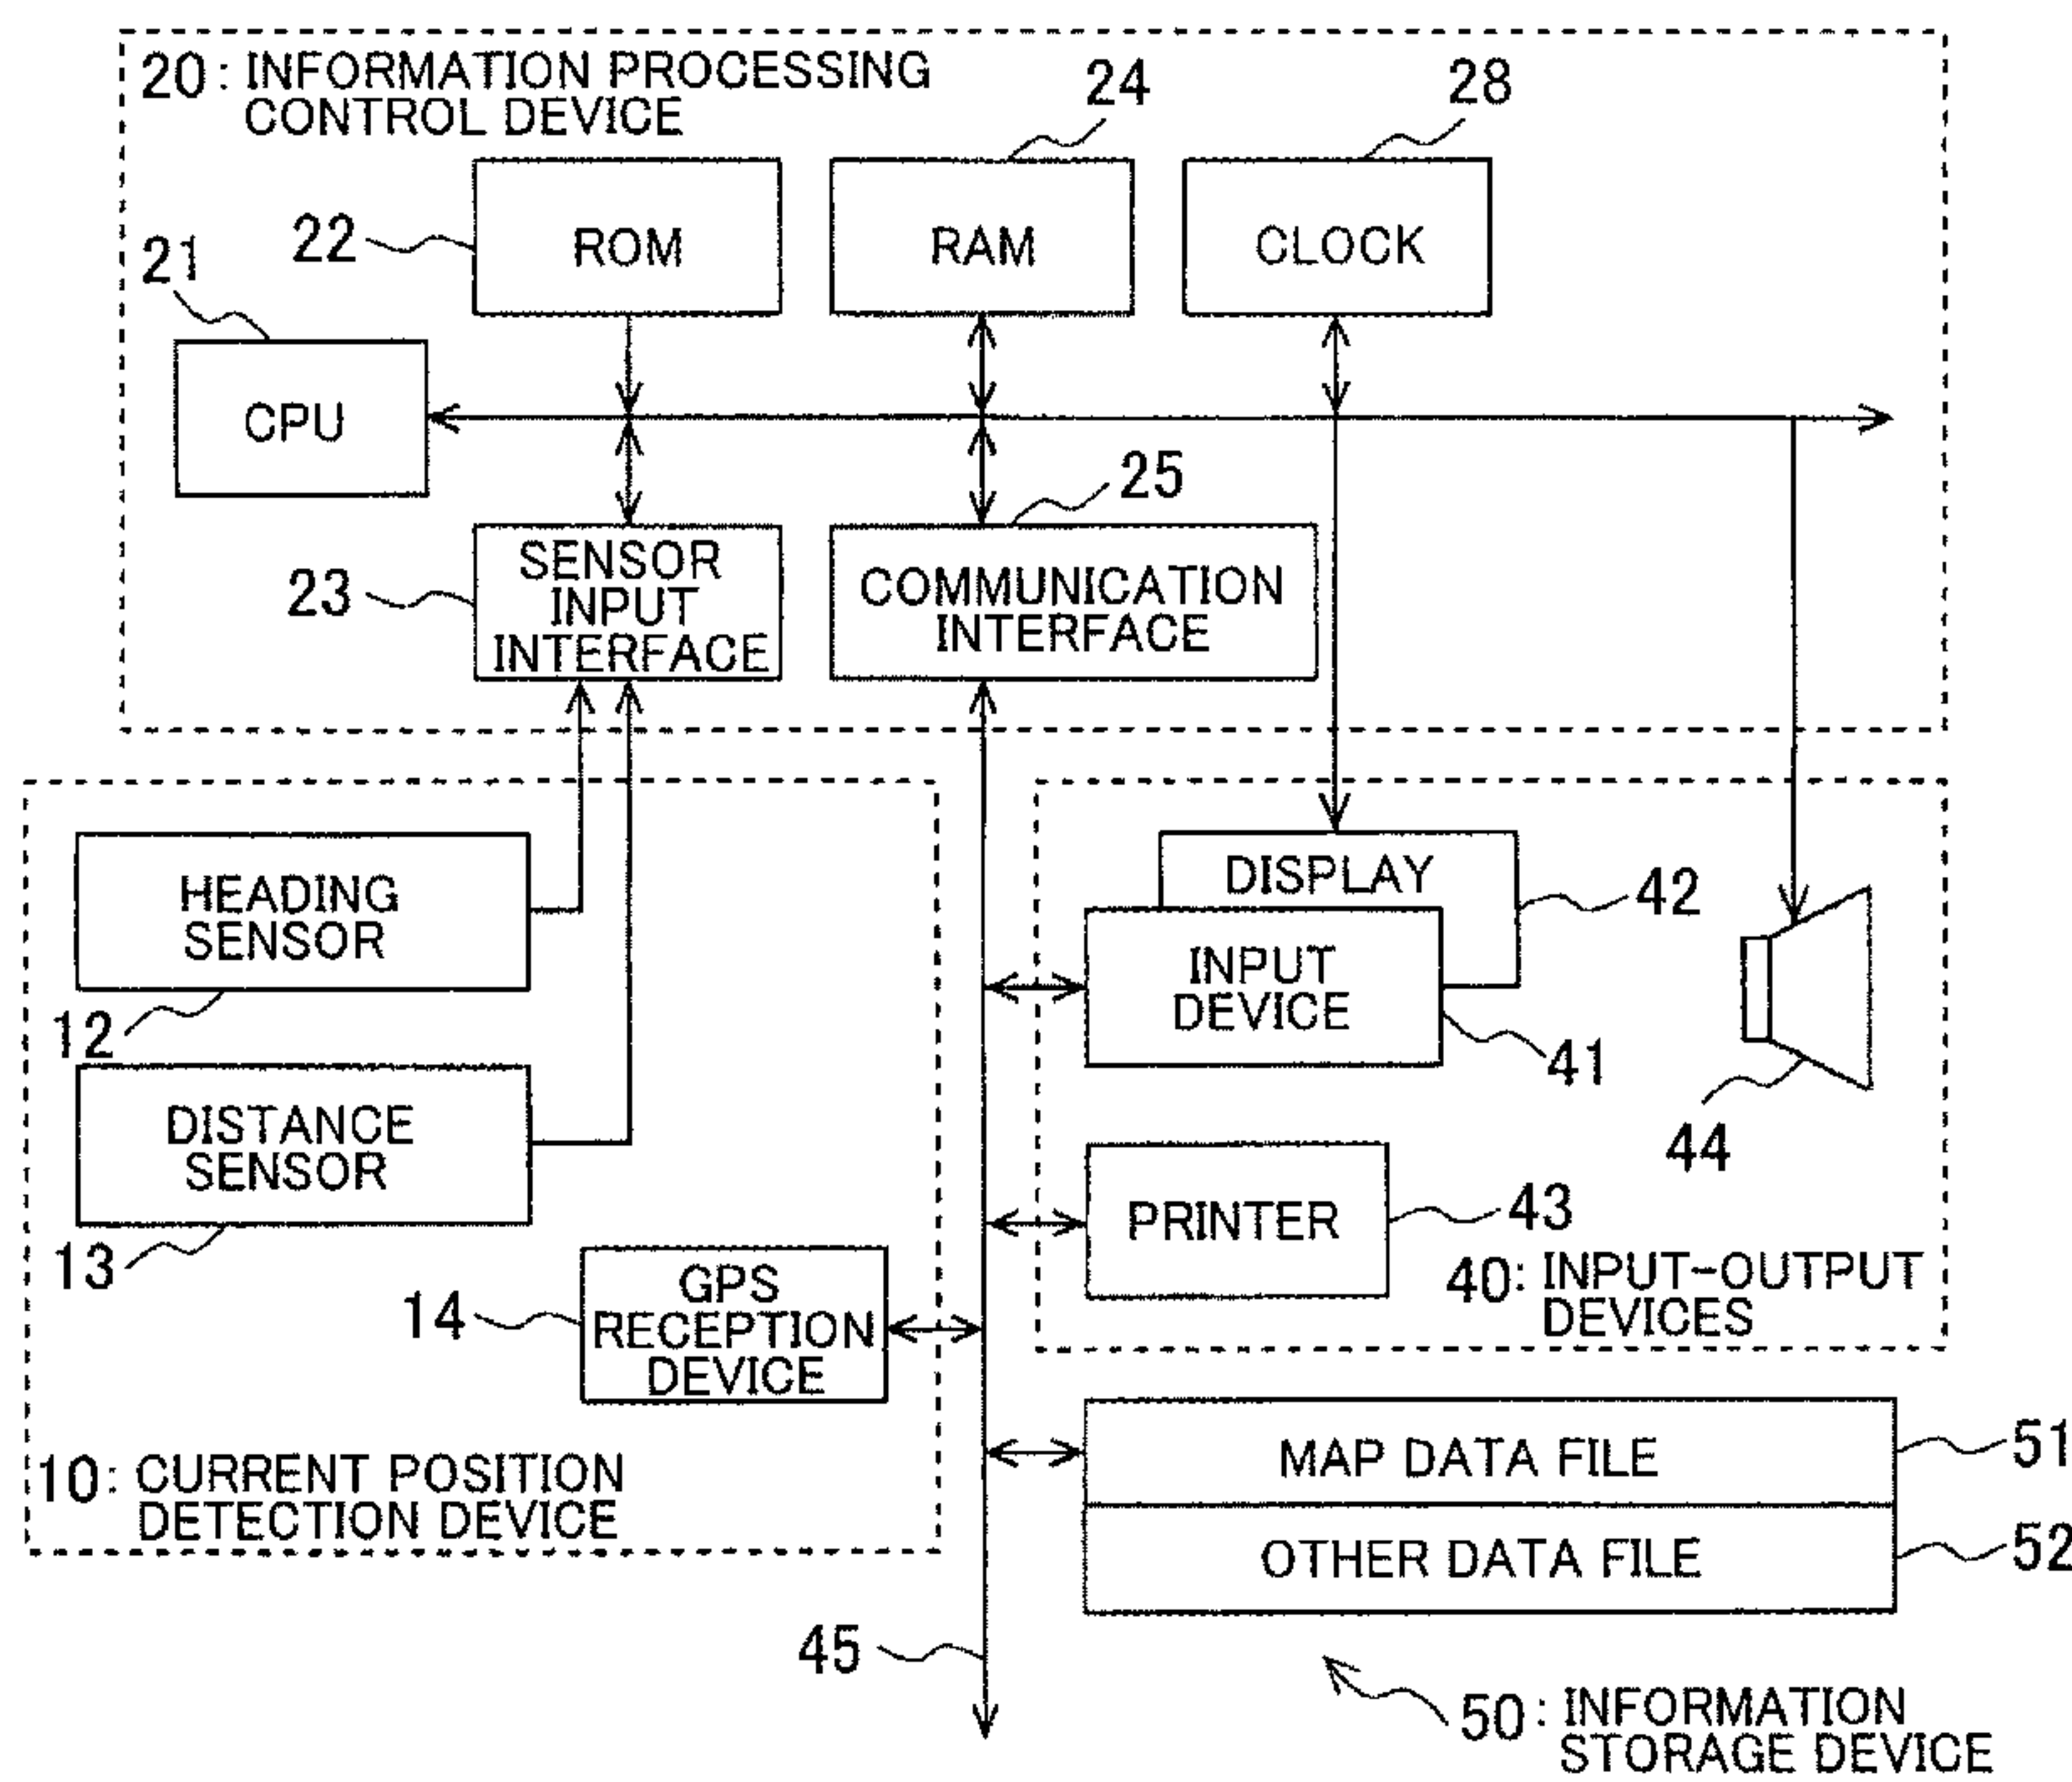 20: INFORMATION PROCESSING
CONTROL DEVICE
24
28
22
ROM
RAM
CLOCK
21
CPU
25
23
SENSOR
INPUT
INTERFACE
COMMUNICATION
INTERFACE
HEADING
SENSOR
12
DISPLAY
42
INPUT
DEVICE
41
44
DISTANCE
SENSOR
13
PRINTER
43
14
GPS
RECEPTION
DEVICE
40: INPUT-OUTPUT
DEVICES
10: CURRENT POSITION
DETECTION DEVICE
MAP DATA FILE
51
OTHER DATA FILE
52
45
50: INFORMATION
STORAGE DEVICE